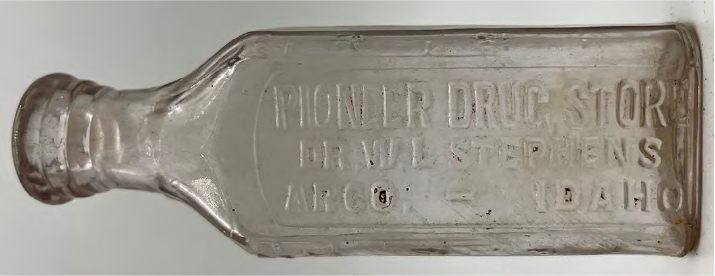 PIONEER DRUG STORE
DR. W. L. STEPHENS
ARCO. - IDAHO